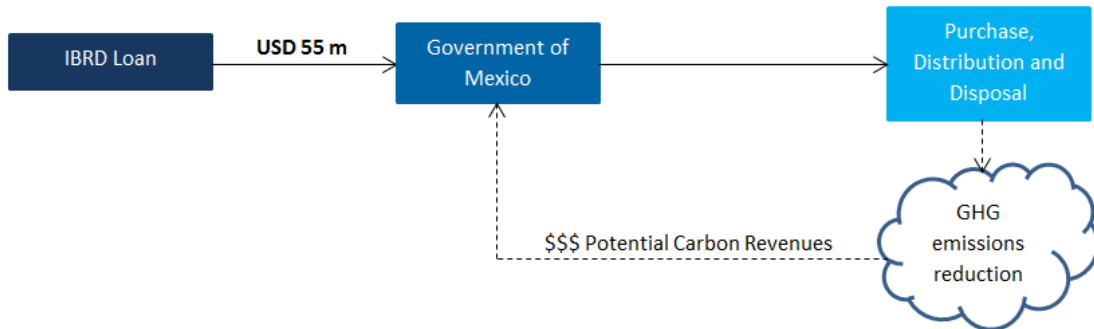 IBRD Loan
USD 55 m
Government of
Mexico
Purchase,
Distribution and
Disposal
GHG
emissions
reduction
$$$ Potential Carbon Revenues